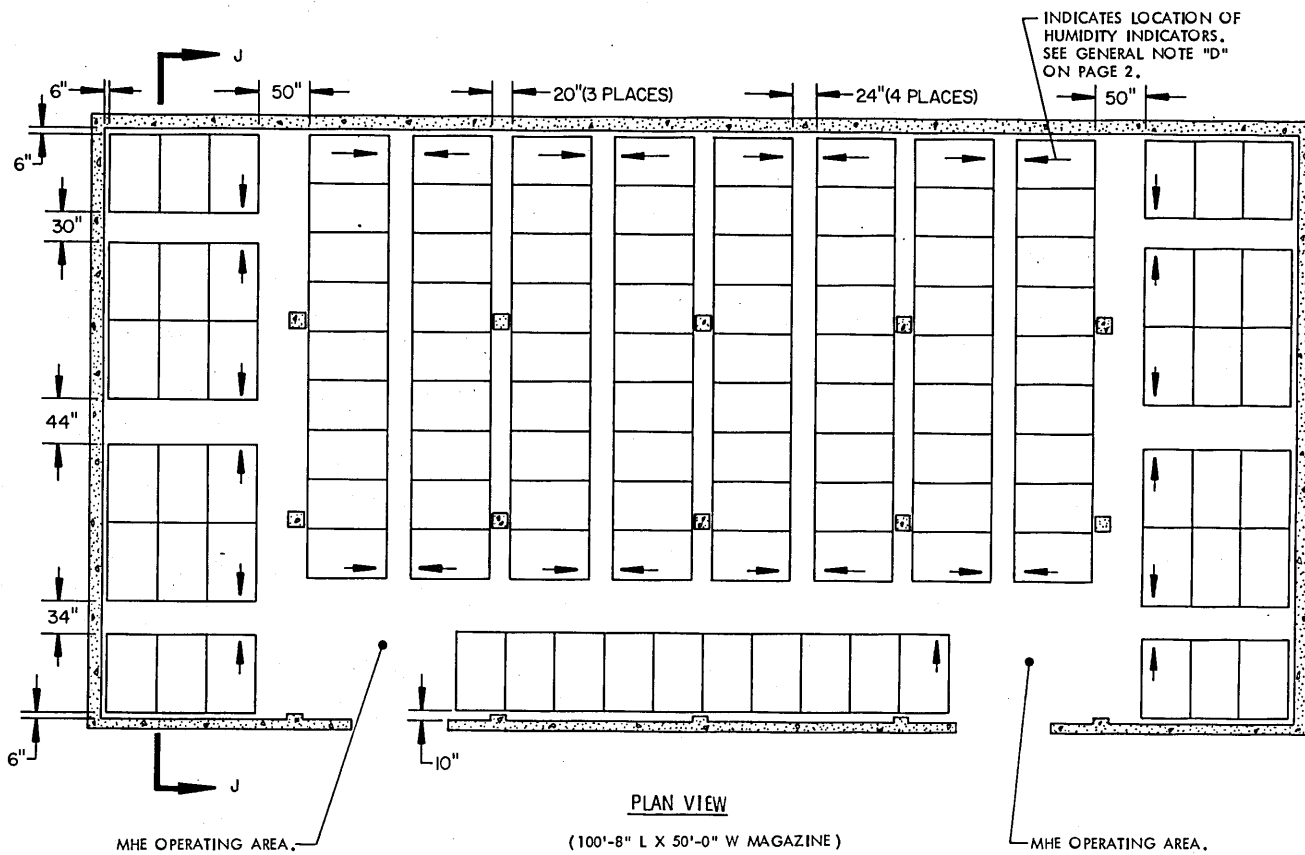 INDICATES LOCATION OF
HUMIDITY INDICATORS.
SEE GENERAL NOTE "D"
ON PAGE 2.
J
6"
50"
20"(3 PLACES)
24"(4 PLACES)
50"
6"
30"
44"
34"
6"
10"
J
PLAN VIEW
MHE OPERATING AREA.
(100'-8" L X 50'-0" W MAGAZINE)
MHE OPERATING AREA.